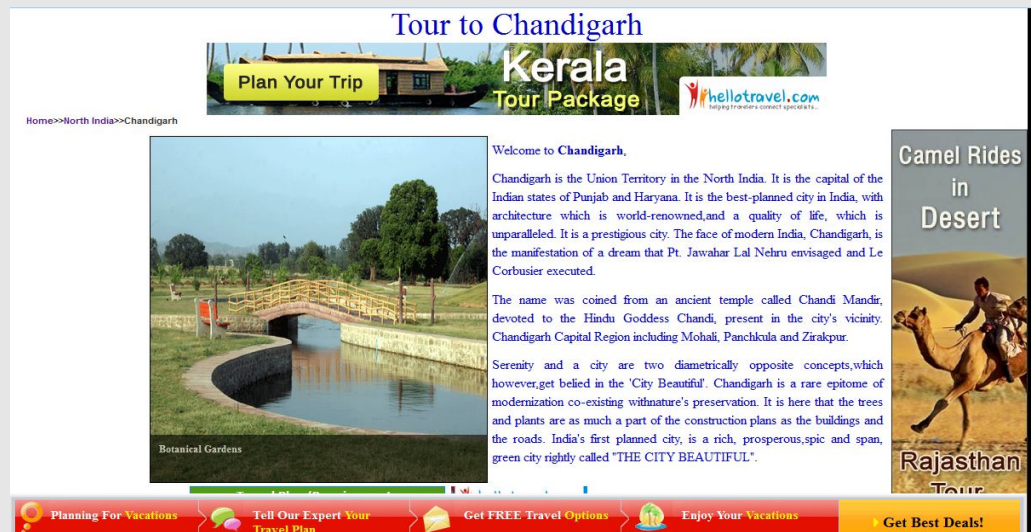 Tour to Chandigarh
Plan Your Trip
Kerala
Tour Package
hellotravel.com
helping travelers connect specialists...
Home>>North India>>Chandigarh
Welcome to Chandigarh,
Chandigarh is the Union Territory in the North India. It is the capital of the
Indian states of Punjab and Haryana. It is the best-planned city in India, with
architecture which is world-renowned,and a quality of life, which is
unparalleled. It is a prestigious city. The face of modern India, Chandigarh, is
the manifestation of a dream that Pt. Jawahar Lal Nehru envisaged and Le
Corbusier executed.
The name was coined from an ancient temple called Chandi Mandir,
devoted to the Hindu Goddess Chandi, present in the city's vicinity.
Chandigarh Capital Region including Mohali, Panchkula and Zirakpur.
Serenity and a city are two diametrically opposite concepts,which
however,get belied in the 'City Beautiful'. Chandigarh is a rare epitome of
modernization co-existing withnature's preservation. It is here that the trees
and plants are as much a part of the construction plans as the buildings and
the roads. India's first planned city, is a rich, prosperous,spic and span,
green city rightly called "THE CITY BEAUTIFUL".
Botanical Gardens
Camel Rides
in
Desert
Rajasthan
Tour
Planning For Vacations
Tell Our Expert Your
Travel Plan
Get FREE Travel Options
Enjoy Your Vacations
Get Best Deals!